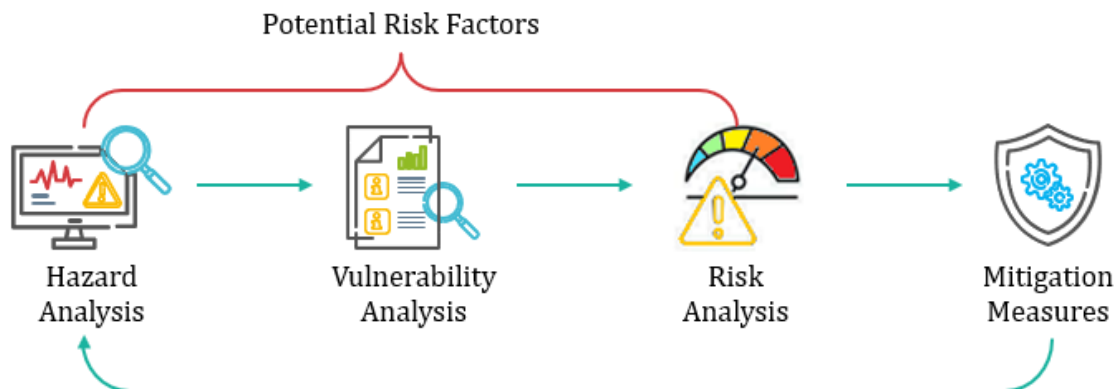 Potential Risk Factors
Hazard
Analysis
Vulnerability
Analysis
Risk
Analysis
Mitigation
Measures